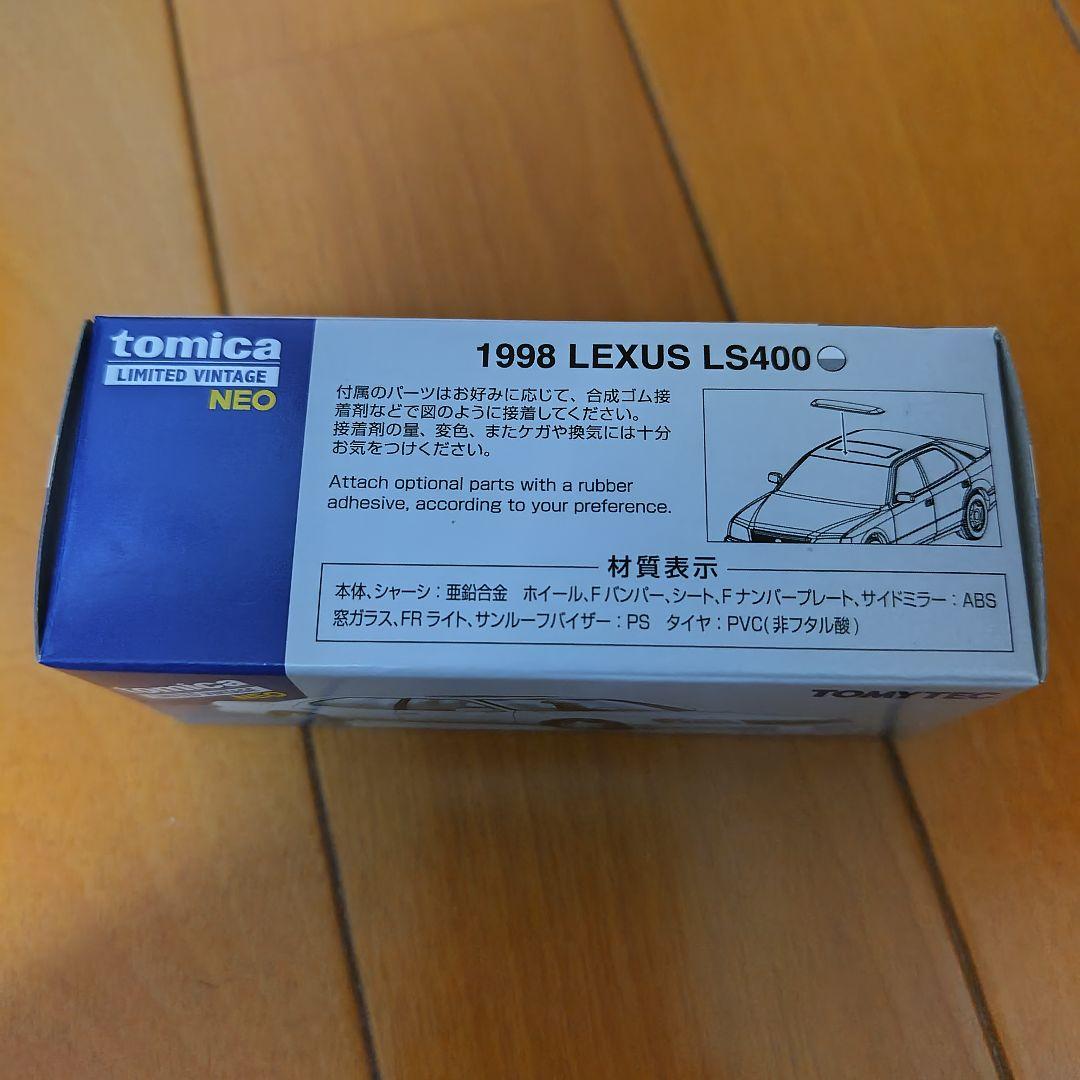 tomica
LIMITED VINTAGE
NEO
1998 LEXUS LS400
付属のパーツはお好みに応じて、合成ゴム接
着剤などで図のように接着してください。
接着剤の量、変色、またケガや換気には十分
お気をつけください。
Attach optional parts with a rubber
adhesive, according to your preference.
材質表示
本体、シャーシ：亜鉛合金 ホイール、Fバンパー、シート、Fナンバープレート、サイドミラー：ABS
窓ガラス、FRライト、サンルーフバイザー：PS タイヤ：PVC(非フタル酸)
tomica
NEO
TOMYTEC